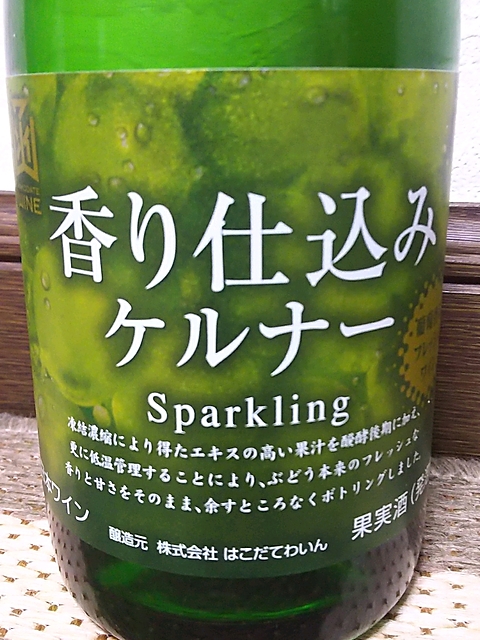 香り仕込み
ケルナー
Sparkling
凍結濃縮により得たエキスの高い果汁を醗酵後期に加え、
更に低温管理することにより、ぶどう本来のフレッシュな
香りと甘さをそのまま、余すところなくボトリングしました。
本ワイン
果実酒(発
醸造元 株式会社 はこだてわいん